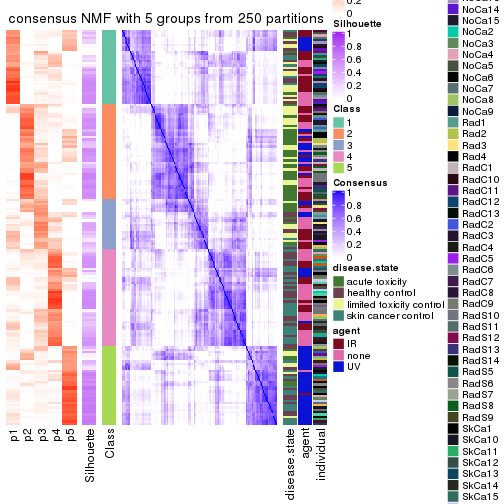 consensus NMF with 5 groups from 250 partitions
p1
p2
p3
p4
p5
Silhouette
Class
disease.state
agent
individual
0.2
0
Silhouette
1
0.8
0.6
0.4
0.2
0
Class
1
2
3
4
5
Consensus
1
0.8
0.6
0.4
0.2
0
disease.state
acute toxicity
healthy control
limited toxicity control
skin cancer control
agent
IR
none
UV
NoCa14
NoCa15
NoCa2
NoCa3
NoCa4
NoCa5
NoCa6
NoCa7
NoCa8
NoCa9
Rad1
Rad2
Rad3
Rad4
RadC1
RadC10
RadC11
RadC12
RadC13
RadC2
RadC3
RadC4
RadC5
RadC6
RadC7
RadC8
RadC9
RadS10
RadS11
RadS12
RadS13
RadS14
RadS5
RadS6
RadS7
RadS8
RadS9
SkCa1
SkCa10
SkCa11
SkCa12
SkCa13
SkCa14
SkCa15